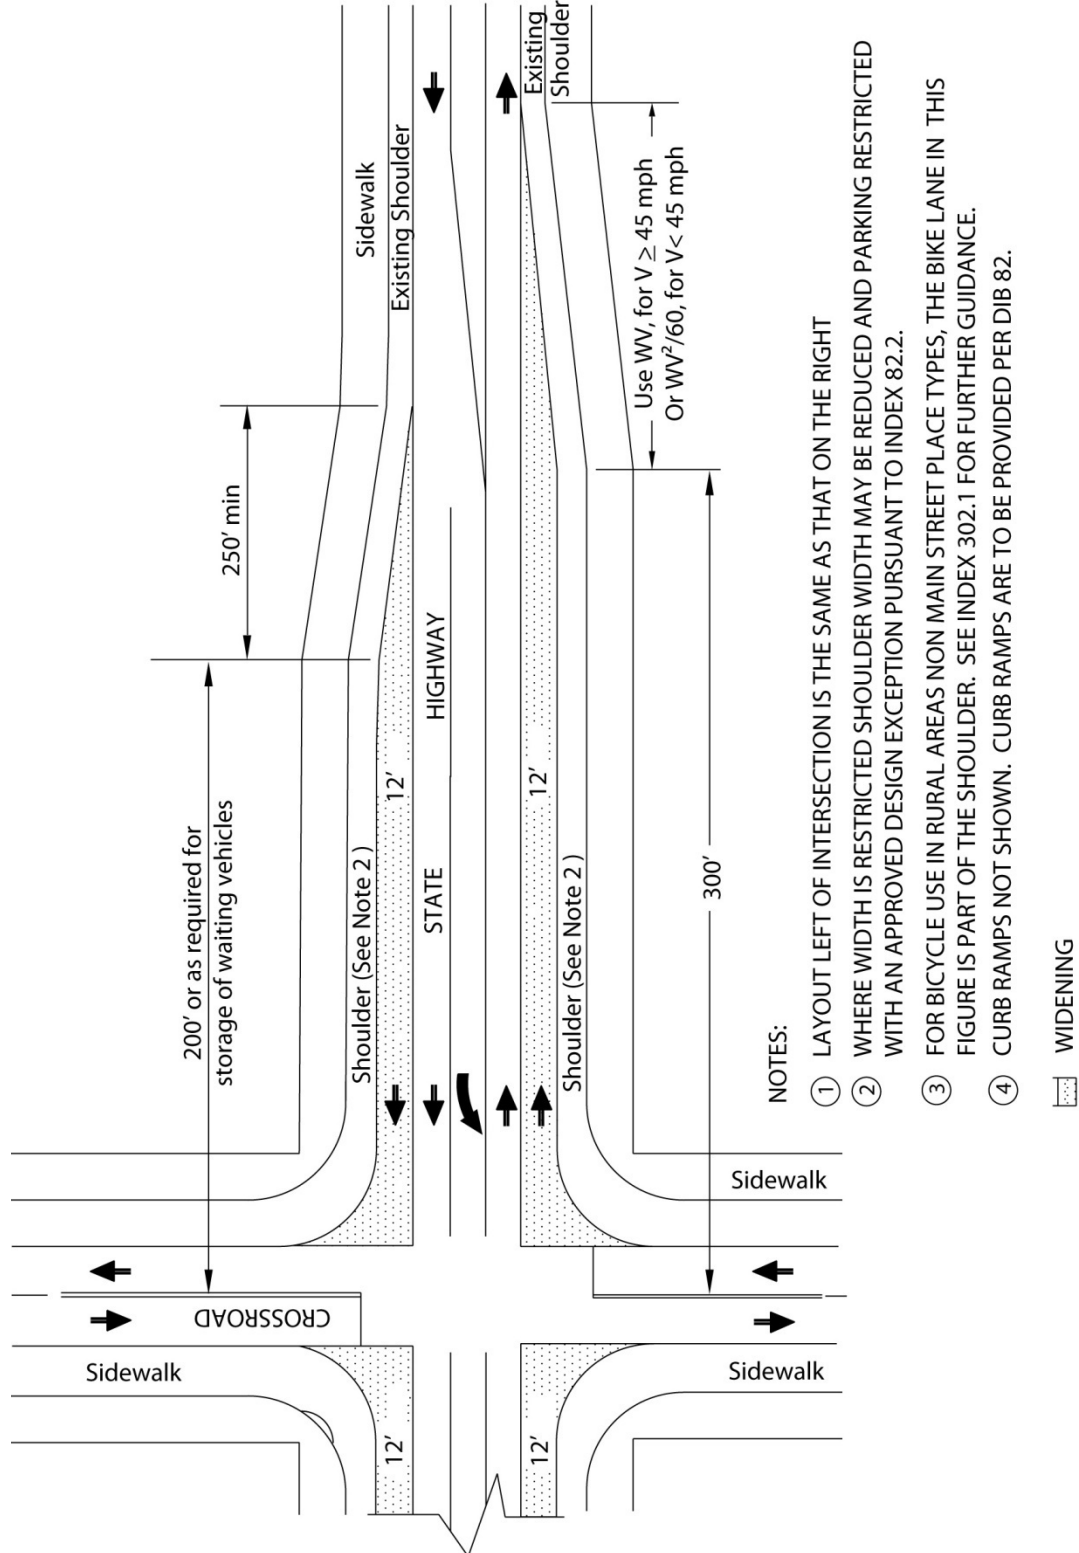 Sidewalk
Existing Shoulder
Existing
Shoulder
250' min
Use WV, for V ≥ 45 mph
Or WV²/60, for V< 45 mph
200' or as required for
storage of waiting vehicles
Shoulder (See Note 2 )
12'
STATE HIGHWAY
12'
Shoulder (See Note 2 )
300'
CROSSROAD
Sidewalk
Sidewalk
Sidewalk
12'
12'
NOTES:
1 LAYOUT LEFT OF INTERSECTION IS THE SAME AS THAT ON THE RIGHT
2 WHERE WIDTH IS RESTRICTED SHOULDER WIDTH MAY BE REDUCED AND PARKING RESTRICTED
WITH AN APPROVED DESIGN EXCEPTION PURSUANT TO INDEX 82.2.
3 FOR BICYCLE USE IN RURAL AREAS NON MAIN STREET PLACE TYPES, THE BIKE LANE IN THIS
FIGURE IS PART OF THE SHOULDER. SEE INDEX 302.1 FOR FURTHER GUIDANCE.
4 CURB RAMPS NOT SHOWN. CURB RAMPS ARE TO BE PROVIDED PER DIB 82.
WIDENING